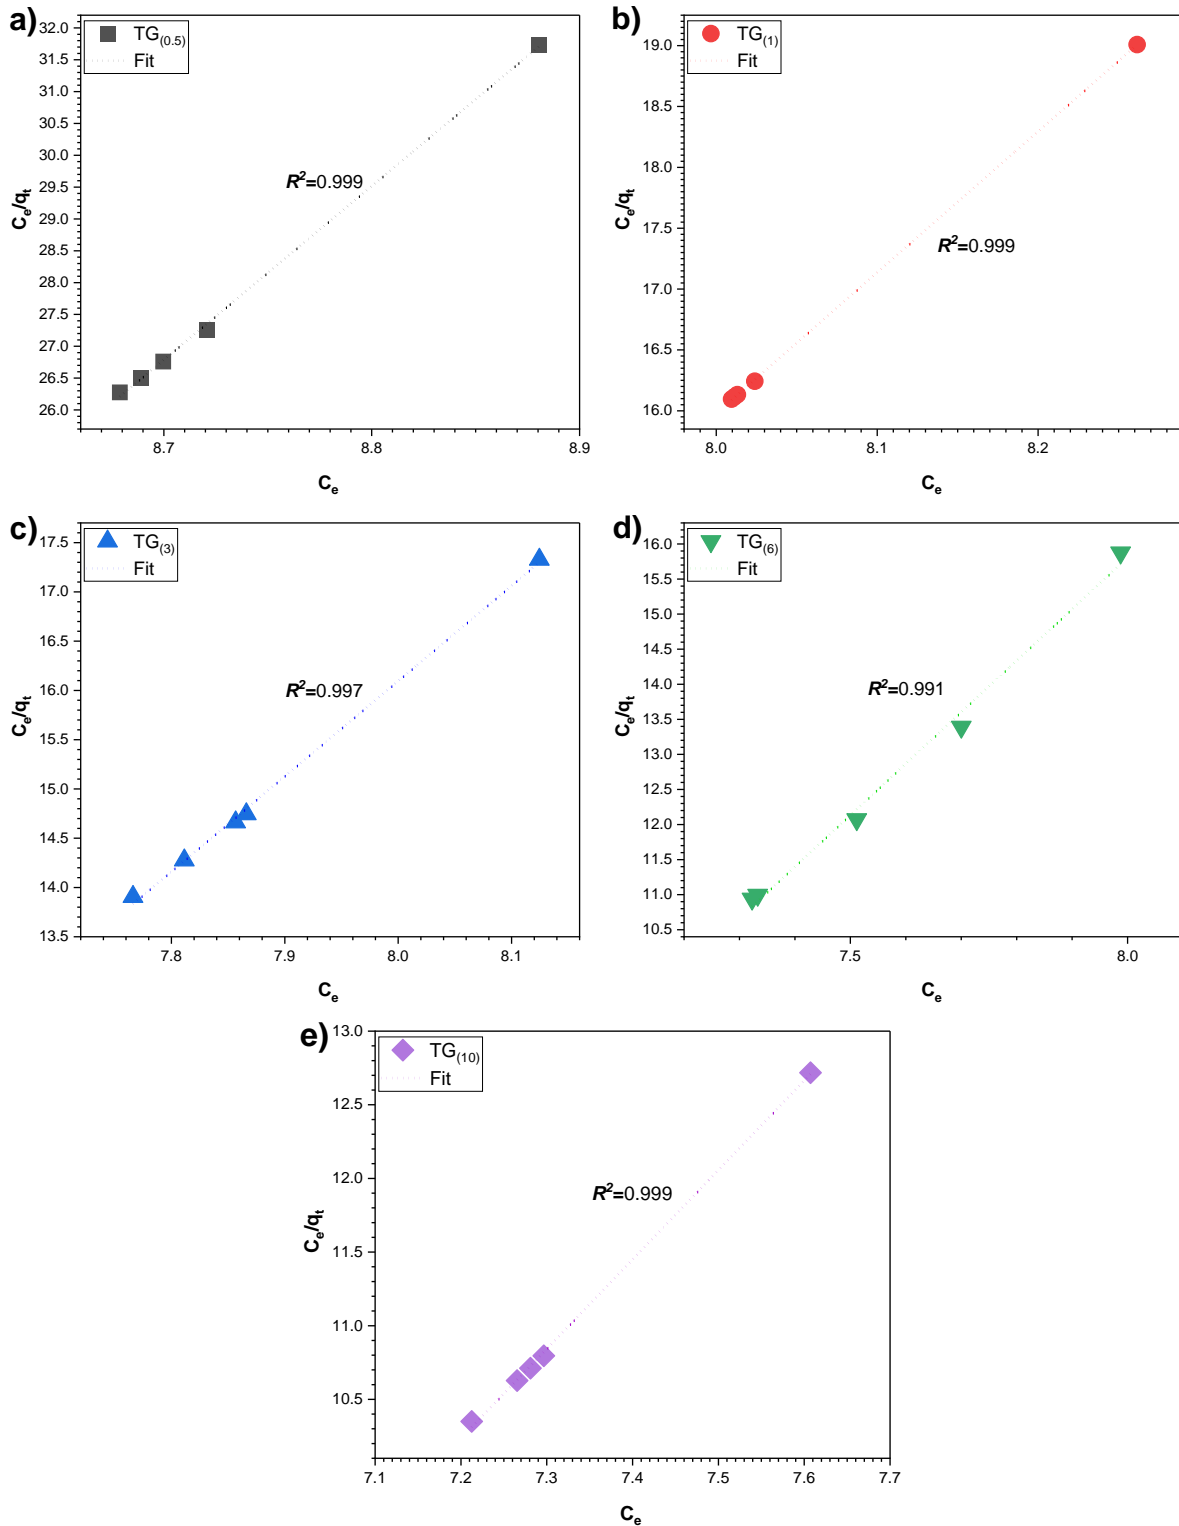 a)
TG(0.5)
Fit
R²=0.999
32.0
31.5
31.0
30.5
30.0
29.5
29.0
28.5
28.0
27.5
27.0
26.5
26.0
Ce/qt
8.7
8.8
8.9
Ce
b)
TG(1)
Fit
R²=0.999
19.0
18.5
18.0
17.5
17.0
16.5
16.0
Ce/qt
8.0
8.1
8.2
Ce
c)
TG(3)
Fit
R²=0.997
17.5
17.0
16.5
16.0
15.5
15.0
14.5
14.0
13.5
Ce/qt
7.8
7.9
8.0
8.1
Ce
d)
TG(6)
Fit
R²=0.991
16.0
15.5
15.0
14.5
14.0
13.5
13.0
12.5
12.0
11.5
11.0
10.5
Ce/qt
7.5
8.0
Ce
e)
TG(10)
Fit
R²=0.999
13.0
12.5
12.0
11.5
11.0
10.5
Ce/qt
7.1
7.2
7.3
7.4
7.5
7.6
7.7
Ce